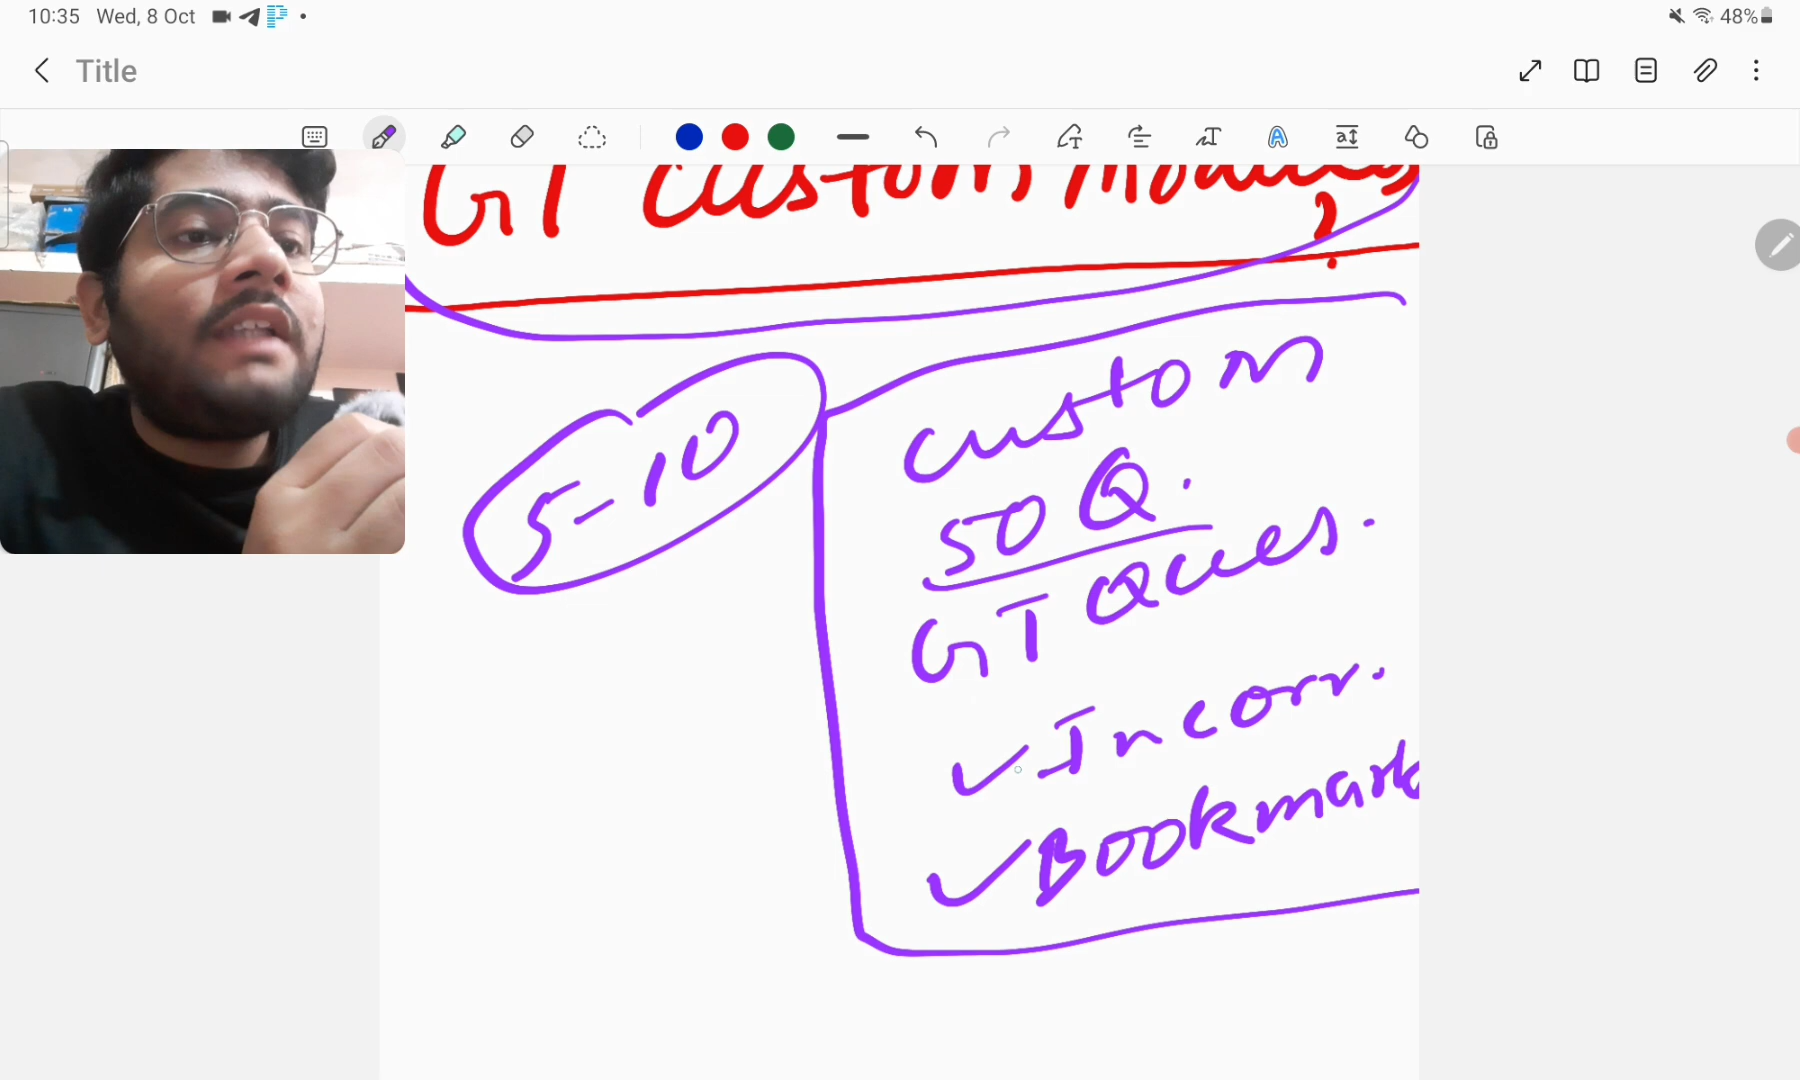 10:35 Wed, 8 Oct
48%
Title
GT Custom Modules
?
5-10
Custom
50 Q.
GT Ques.
✓ Incorr.
✓ Bookmark